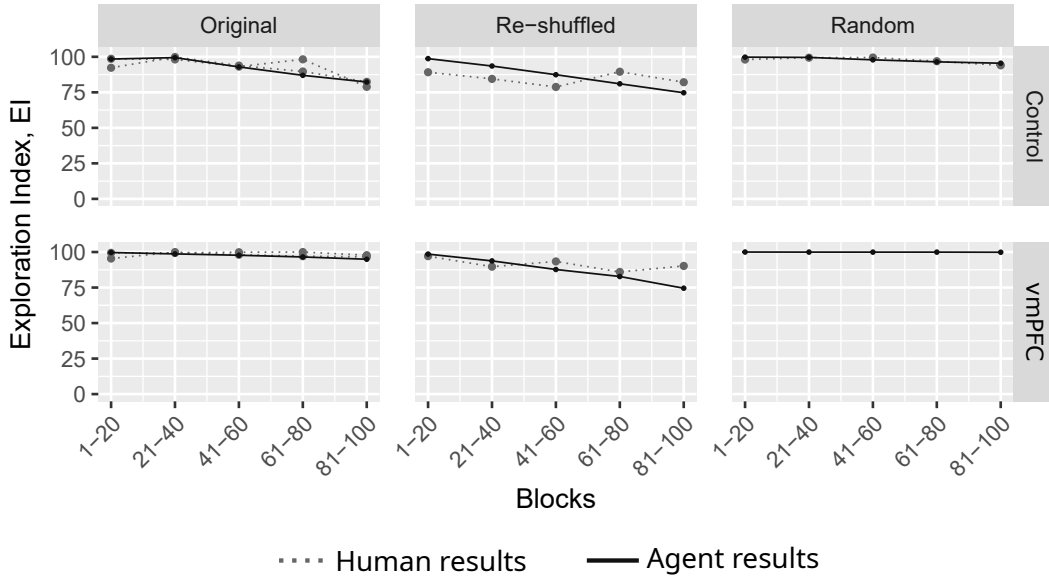 Original Re−shuffled Random
Exploration Index, EI
100
75
50
25
0
Control
100
75
50
25
0
vmPFC
1−20 21−40 41−60 61−80 81−100 1−20 21−40 41−60 61−80 81−100 1−20 21−40 41−60 61−80 81−100
Blocks
Human results Agent results